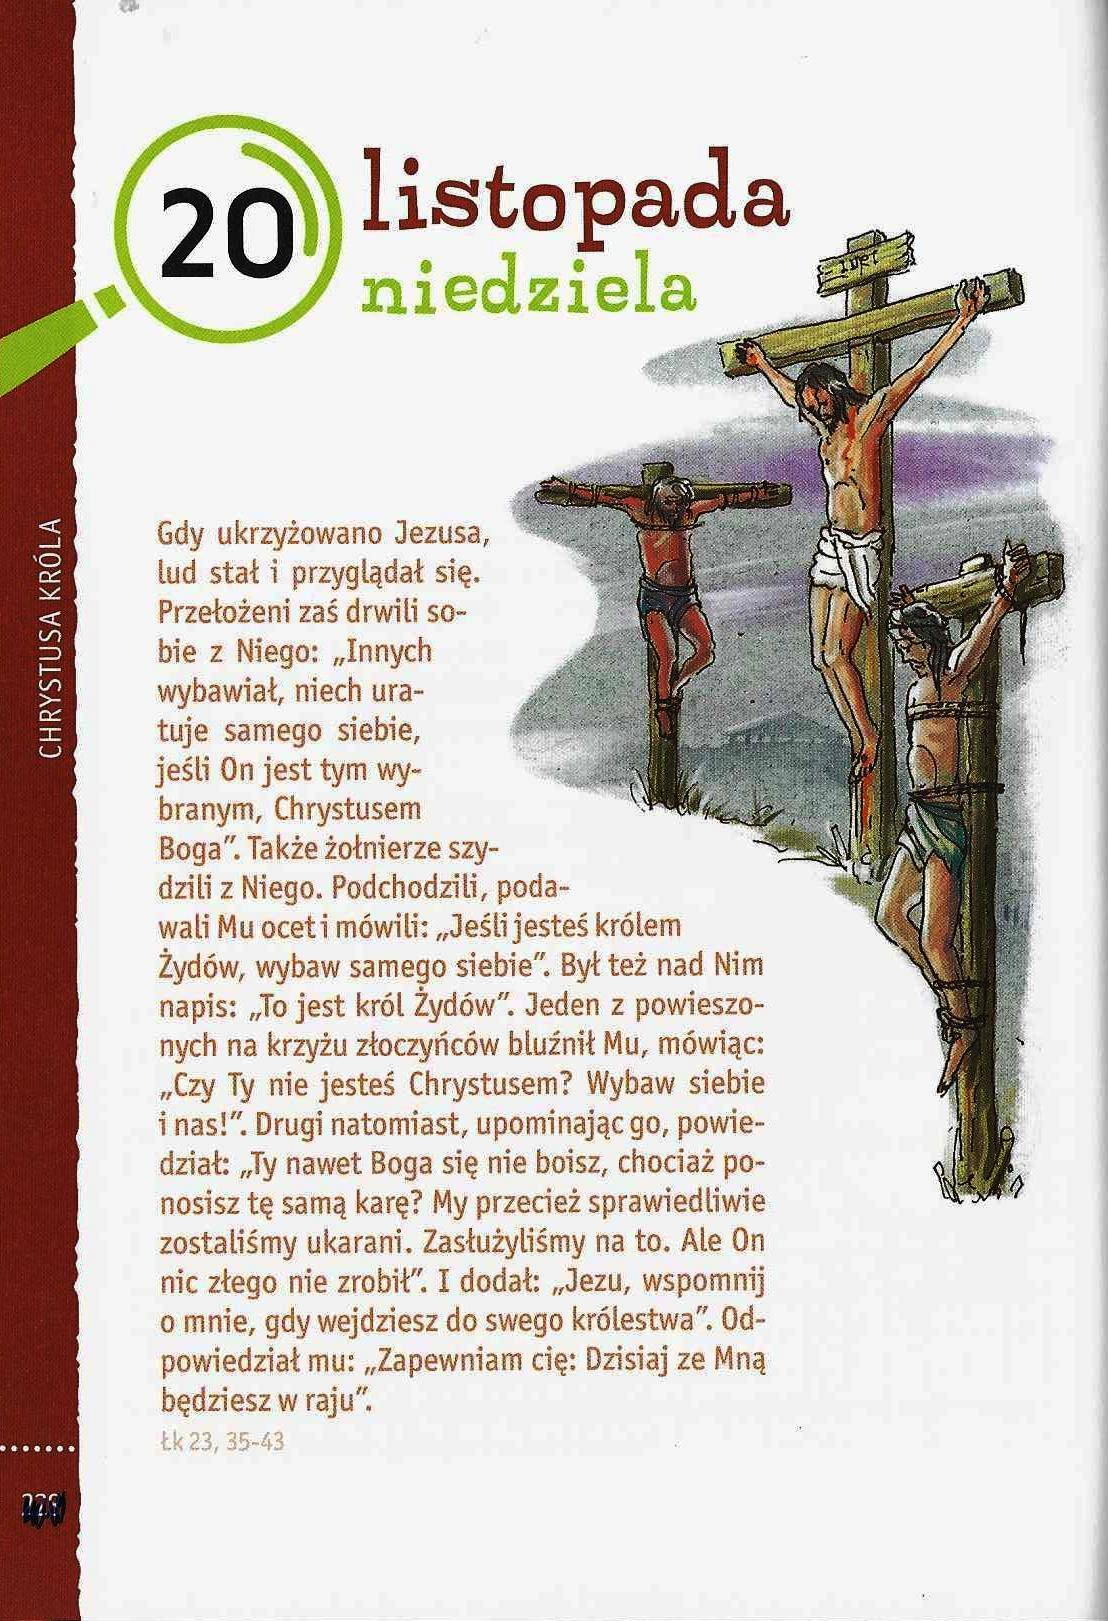 20
listopada
niedziela
CHRYSTUSA KRÓLA
Gdy ukrzyżowano Jezusa,
lud stał i przyglądał się.
Przełożeni zaś drwili so-
bie z Niego: „Innych
wybawiał, niech ura-
tuje samego siebie,
jeśli On jest tym wy-
branym, Chrystusem
Boga”. Także żołnierze szy-
dzili z Niego. Podchodzili, poda-
wali Mu ocet i mówili: „Jeśli jesteś królem
Żydów, wybaw samego siebie”. Był też nad Nim
napis: „To jest król Żydów”. Jeden z powieszo-
nych na krzyżu złoczyńców bluźnił Mu, mówiąc:
„Czy Ty nie jesteś Chrystusem? Wybaw siebie
i nas!”. Drugi natomiast, upominając go, powie-
dział: „Ty nawet Boga się nie boisz, chociaż po-
nosisz tę samą karę? My przecież sprawiedliwie
zostaliśmy ukarani. Zasłużyliśmy na to. Ale On
nic złego nie zrobił”. I dodał: „Jezu, wspomnij
o mnie, gdy wejdziesz do swego królestwa”. Od-
powiedział mu: „Zapewniam cię: Dzisiaj ze Mną
będziesz w raju”.
Łk 23, 35-43